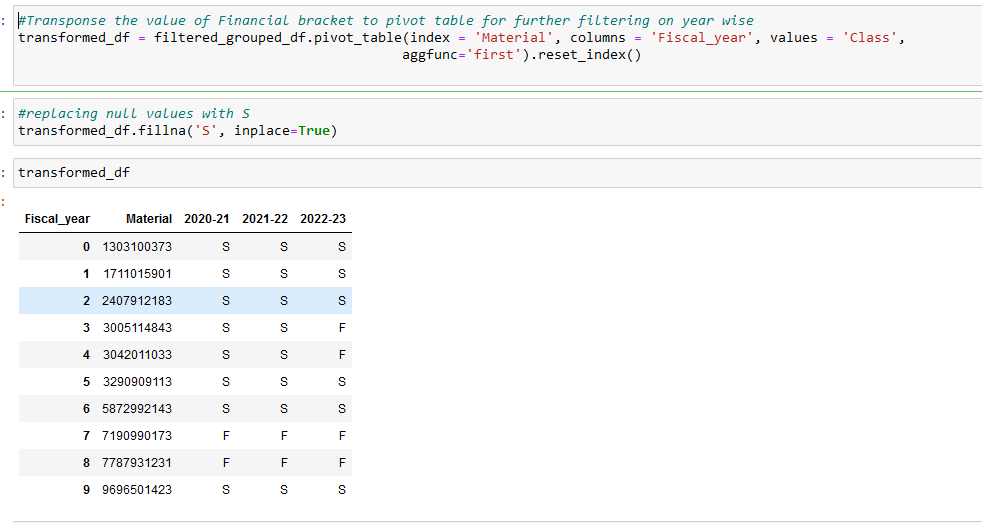 #Transponse the value of Financial bracket to pivot table for further filtering on year wise
transformed_df = filtered_grouped_df.pivot_table(index = 'Material', columns = 'Fiscal_year', values = 'Class',
aggfunc='first').reset_index()
#replacing null values with S
transformed_df.fillna('S', inplace=True)
transformed_df
Fiscal_year Material 2020-21 2021-22 2022-23
0 1303100373 S S S
1 1711015901 S S S
2 2407912183 S S S
3 3005114843 S S F
4 3042011033 S S F
5 3290909113 S S S
6 5872992143 S S S
7 7190990173 F F F
8 7787931231 F F F
9 9696501423 S S S